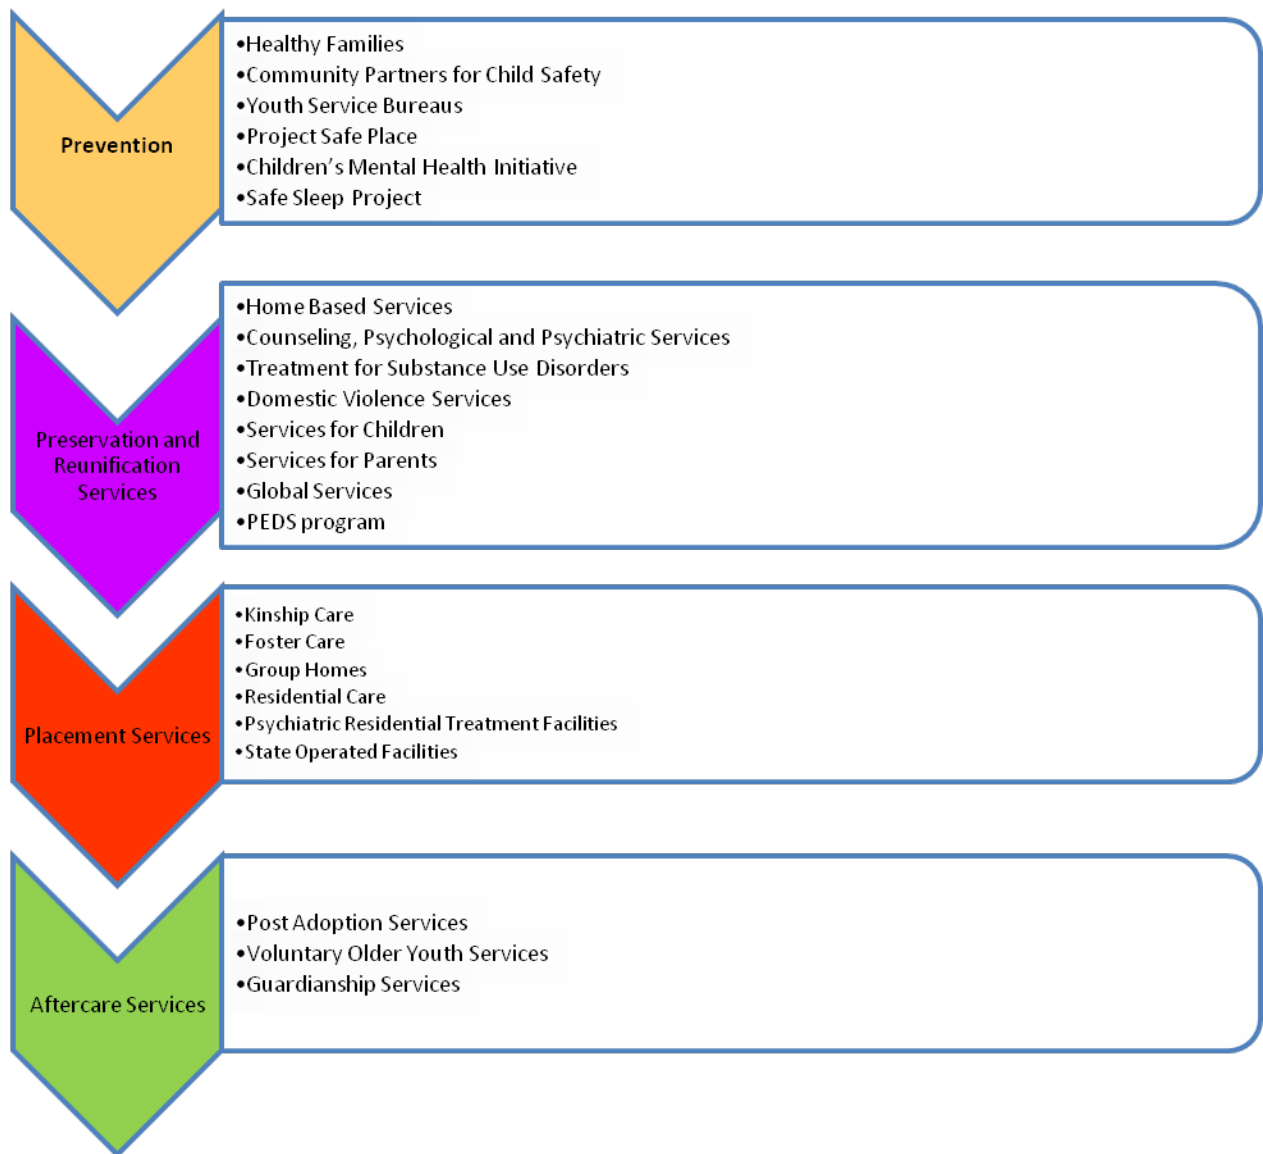 Prevention
•Healthy Families
•Community Partners for Child Safety
•Youth Service Bureaus
•Project Safe Place
•Children’s Mental Health Initiative
•Safe Sleep Project
Preservation and
Reunification
Services
•Home Based Services
•Counseling, Psychological and Psychiatric Services
•Treatment for Substance Use Disorders
•Domestic Violence Services
•Services for Children
•Services for Parents
•Global Services
•PEDS program
Placement Services
•Kinship Care
•Foster Care
•Group Homes
•Residential Care
•Psychiatric Residential Treatment Facilities
•State Operated Facilities
Aftercare Services
•Post Adoption Services
•Voluntary Older Youth Services
•Guardianship Services